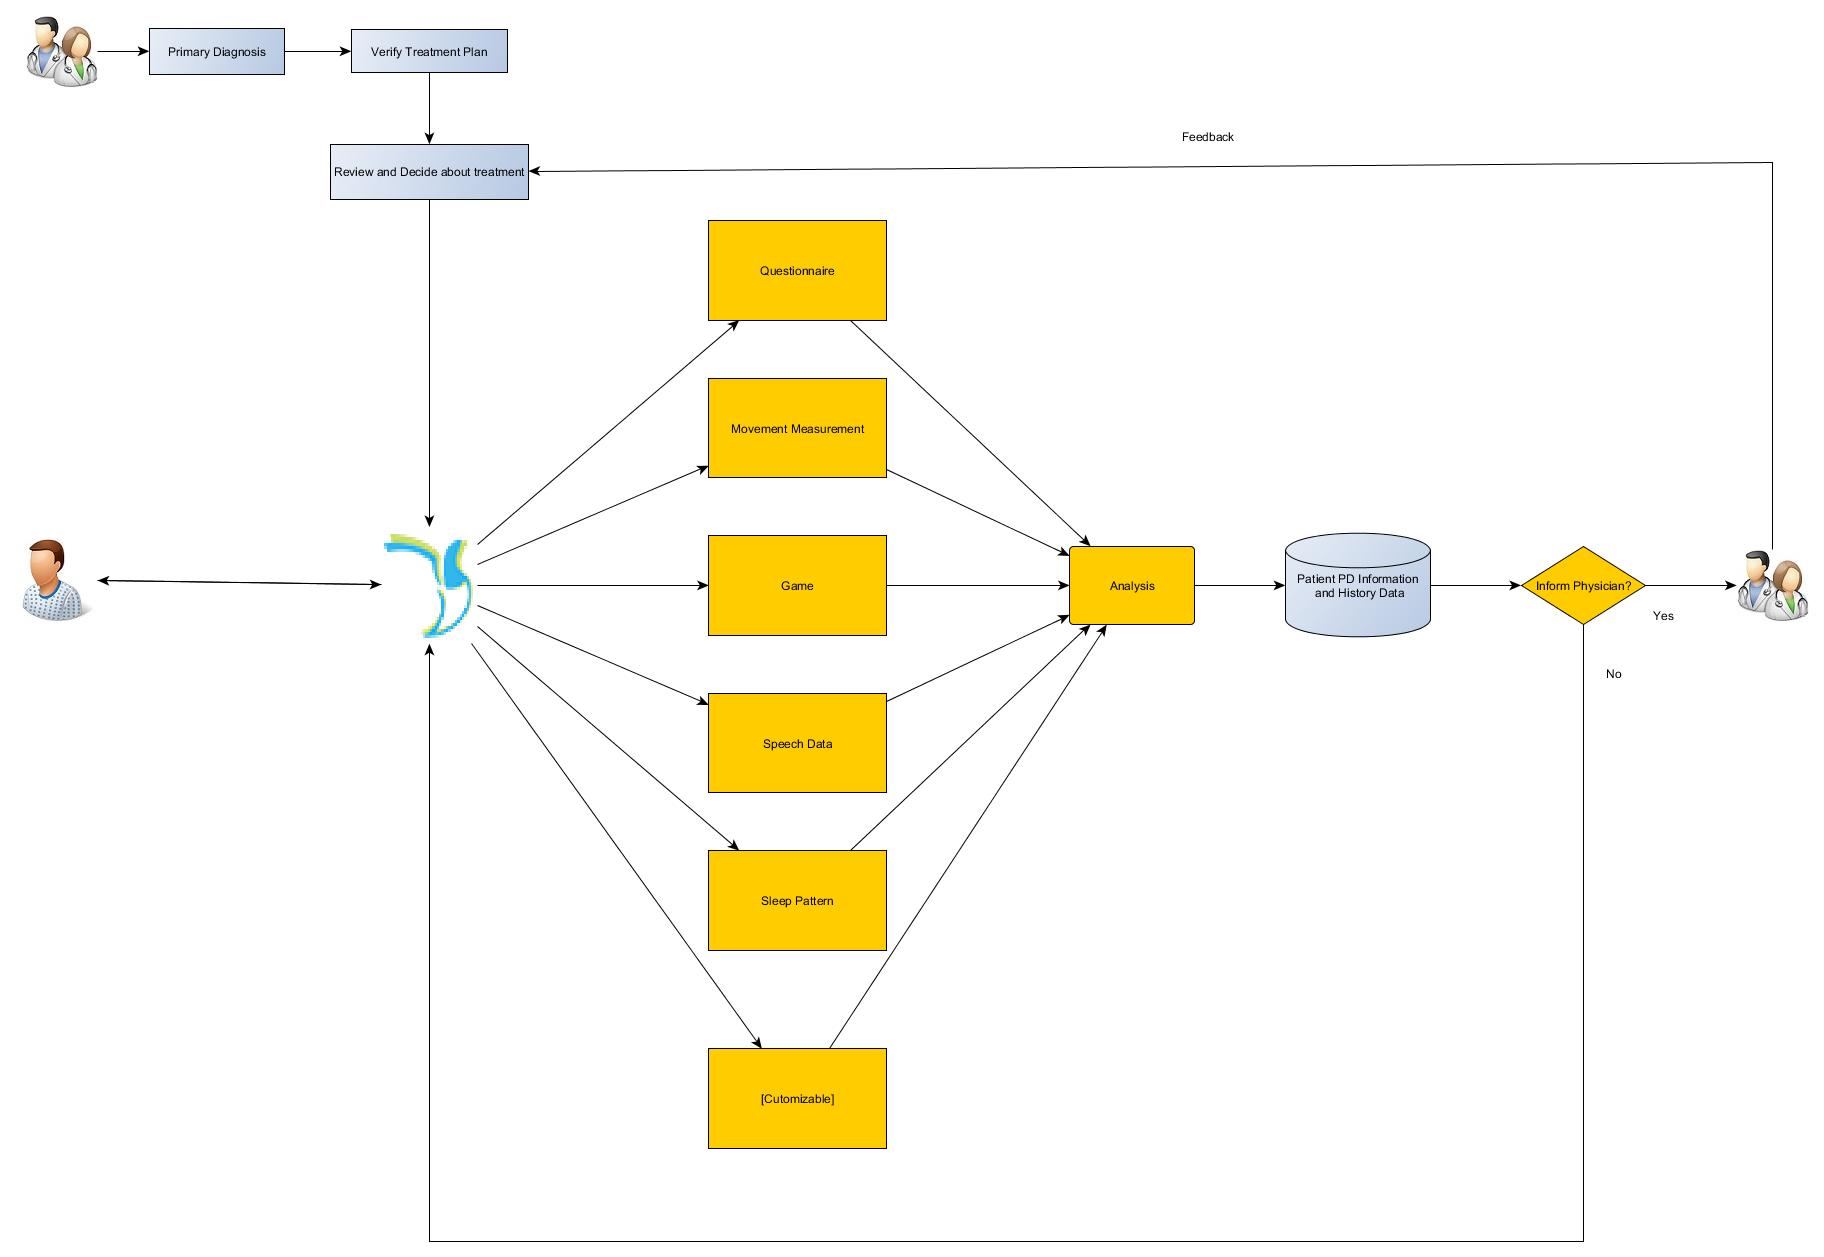 Primary Diagnosis
Verify Treatment Plan
Feedback
Review and Decide about treatment
Questionnaire
Movement Measurement
Game
Analysis
Patient PD Information
and History Data
Inform Physician?
Yes
No
Speech Data
Sleep Pattern
[Cutomizable]